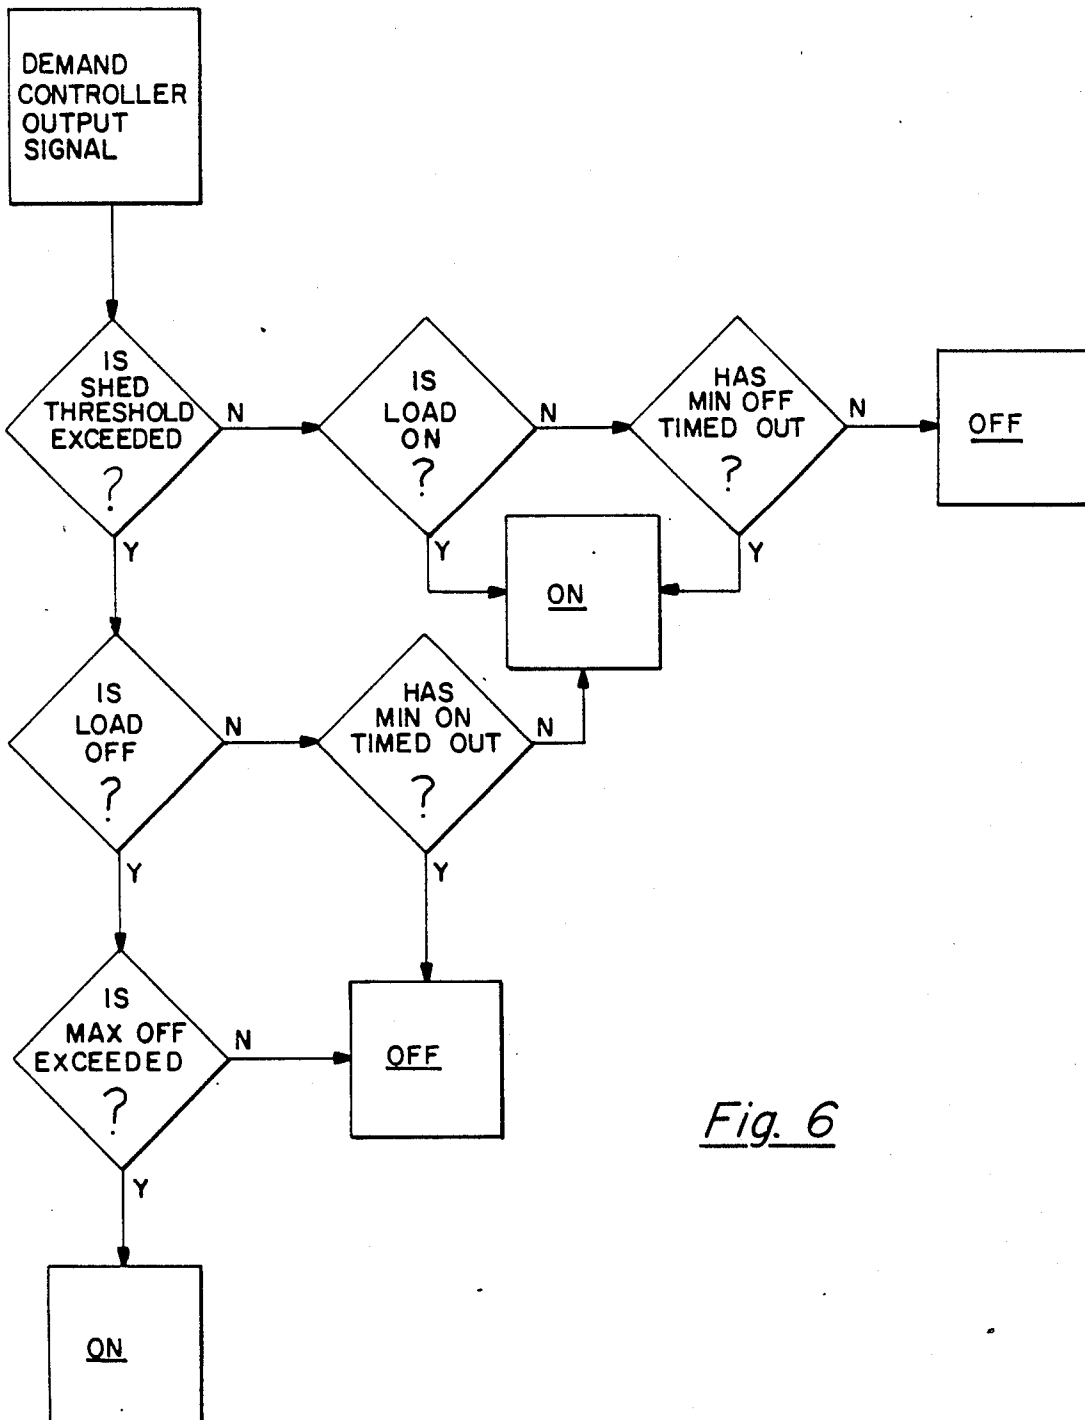 DEMAND
CONTROLLER
OUTPUT
SIGNAL
IS
SHED
THRESHOLD
EXCEEDED
?
N
Y
IS
LOAD
ON
?
N
Y
HAS
MIN OFF
TIMED OUT
?
N
Y
OFF
ON
IS
LOAD
OFF
?
N
Y
HAS
MIN ON
TIMED OUT
?
N
Y
IS
MAX OFF
EXCEEDED
?
N
Y
OFF
ON
Fig. 6